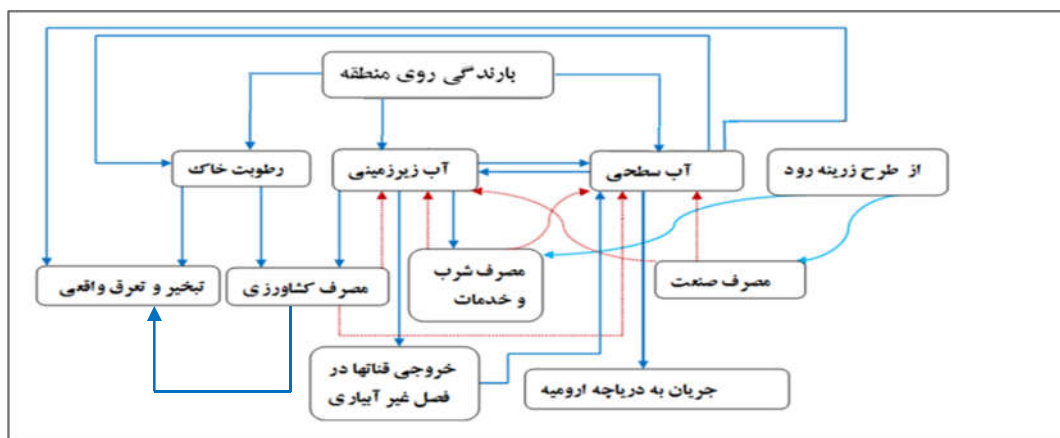 بارندگی روی منطقه
رطوبت خاک
آب زیرزمینی
آب سطحی
از طرح زرینه رود
تبخیر و تعرق واقعی
مصرف کشاورزی
مصرف شرب
و خدمات
مصرف صنعت
خروجی قناتها در
فصل غیر آبیاری
جریان به دریاچه ارومیه